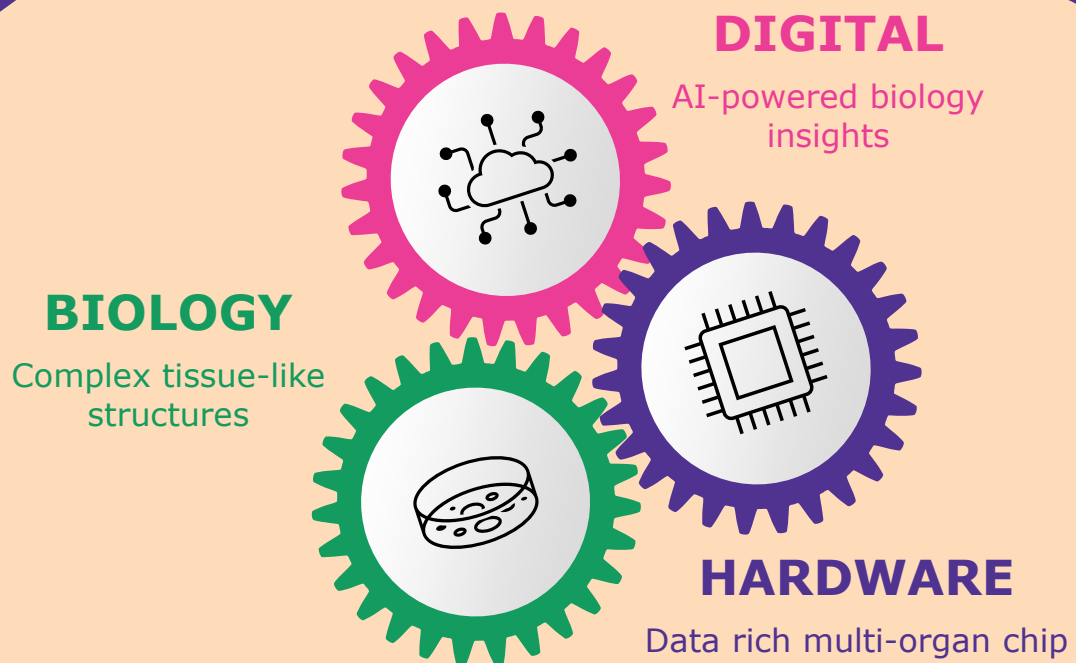 DIGITAL
AI-powered biology
insights
BIOLOGY
Complex tissue-like
structures
HARDWARE
Data rich multi-organ chip